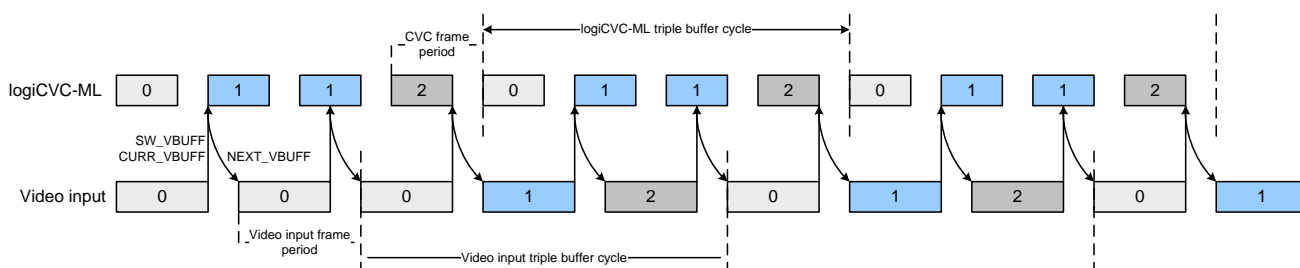 CVC frame
period
logiCVC-ML triple buffer cycle
logiCVC-ML
0 1 1 2 0 1 1 2 0 1 1 2
SW_VBUFF
CURR_VBUFF
NEXT_VBUFF
Video input
0 0 0 1 2 0 1 2 0 1
Video input frame
period
Video input triple buffer cycle